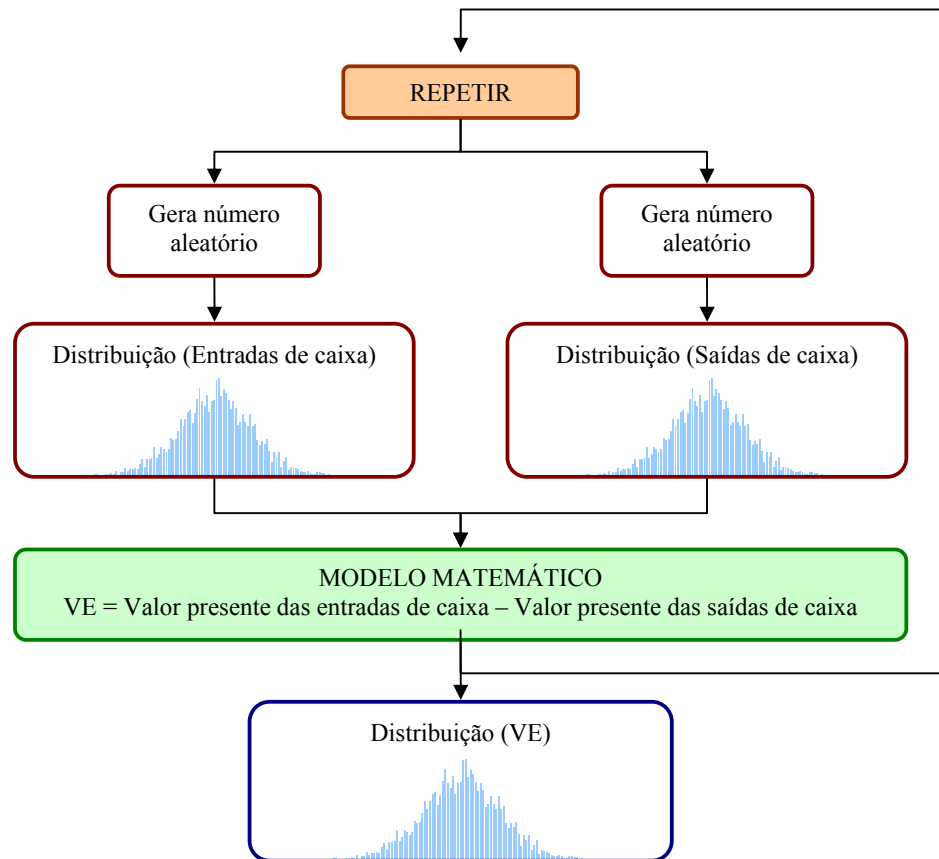 REPETIR
Gera número
aleatório
Gera número
aleatório
Distribuição (Entradas de caixa)
Distribuição (Saídas de caixa)
MODELO MATEMÁTICO
VE = Valor presente das entradas de caixa – Valor presente das saídas de caixa
Distribuição (VE)